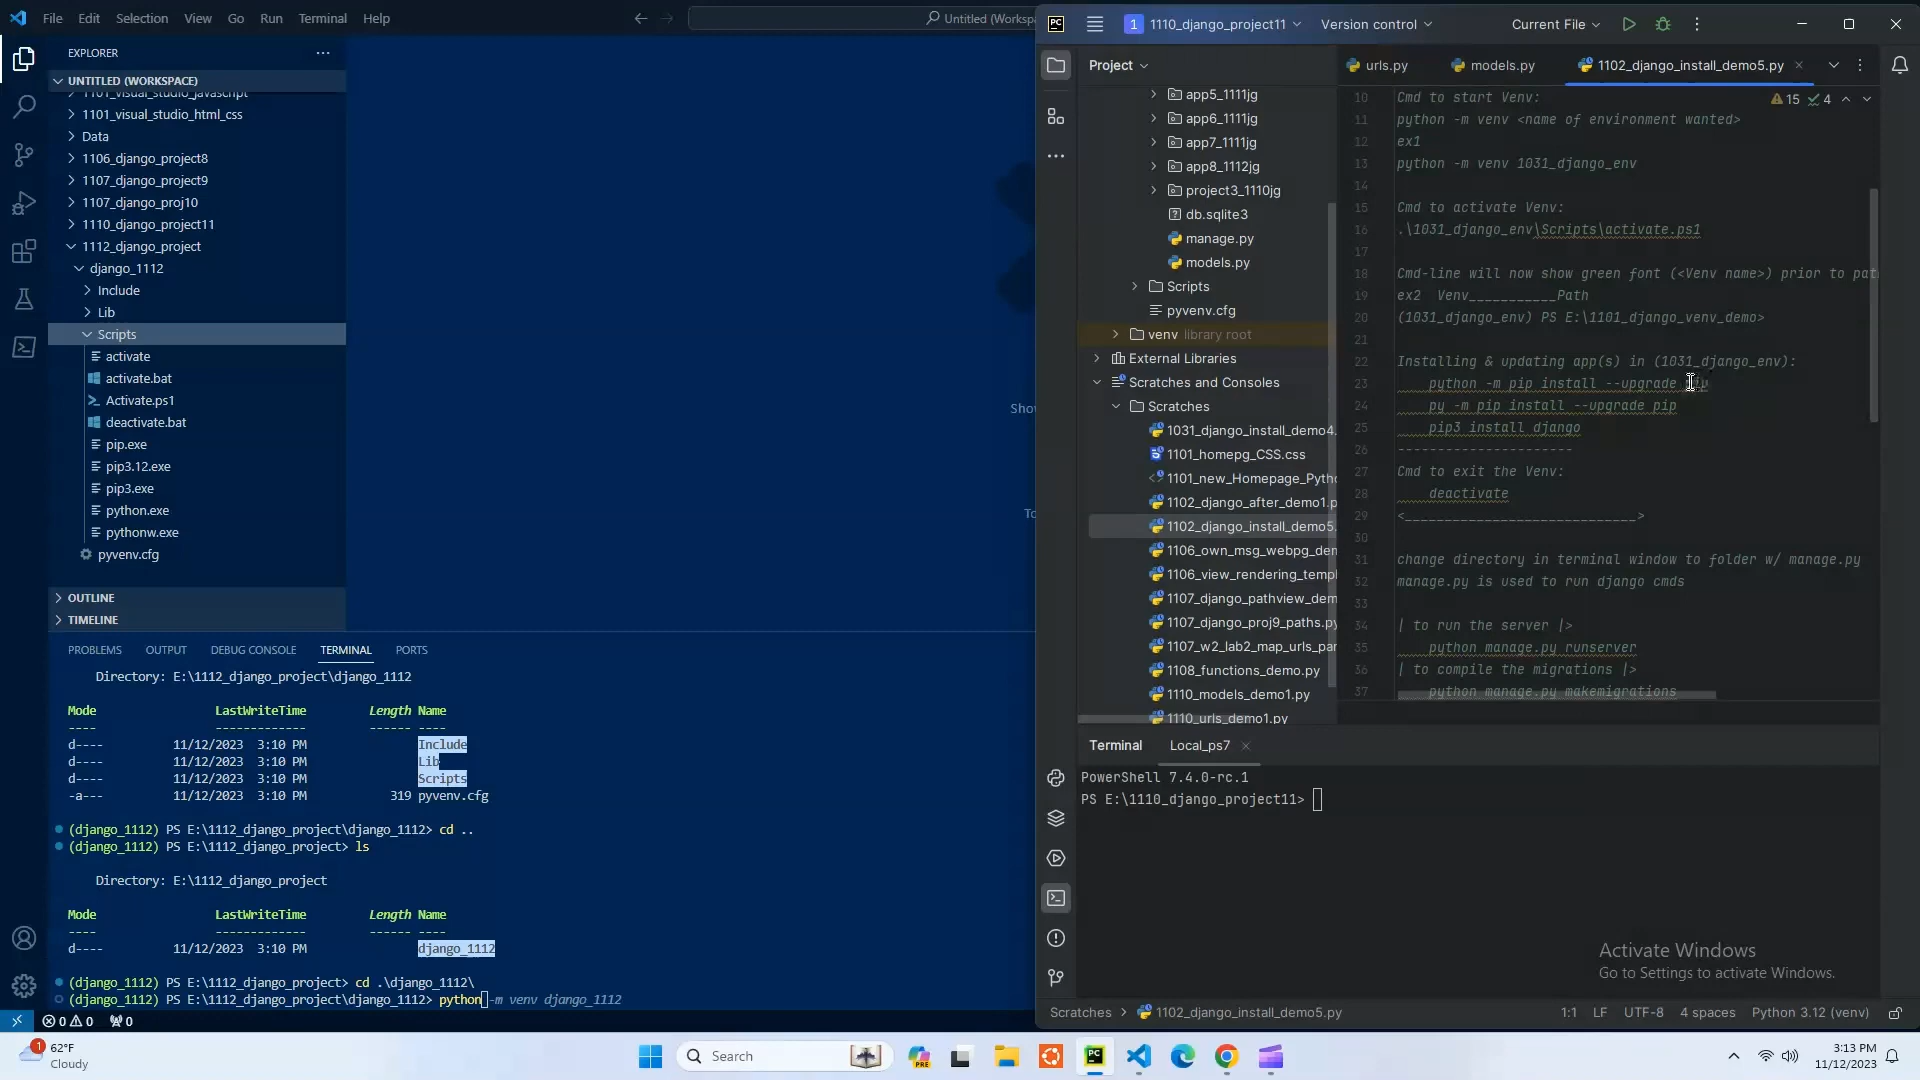 File Edit Selection View Go Run Terminal Help
Untitled (Workspa
EXPLORER
UNTITLED (WORKSPACE)
1101_visual_studio_javascript
1101_visual_studio_html_css
Data
1106_django_project8
1107_django_project9
1107_django_proj10
1110_django_project11
1112_django_project
django_1112
Include
Lib
Scripts
activate
activate.bat
Activate.ps1
deactivate.bat
pip.exe
pip3.12.exe
pip3.exe
python.exe
pythonw.exe
pyvenv.cfg
OUTLINE
TIMELINE
Sho
To
PROBLEMS OUTPUT DEBUG CONSOLE TERMINAL PORTS
Directory: E:\1112_django_project\django_1112
Mode LastWriteTime Length Name
---- ------------- ------ ----
d---- 11/12/2023 3:10 PM Include
d---- 11/12/2023 3:10 PM Lib
d---- 11/12/2023 3:10 PM Scripts
-a--- 11/12/2023 3:10 PM 319 pyvenv.cfg
(django_1112) PS E:\1112_django_project\django_1112> cd ..
(django_1112) PS E:\1112_django_project> ls
Directory: E:\1112_django_project
Mode LastWriteTime Length Name
---- ------------- ------ ----
d---- 11/12/2023 3:10 PM django_1112
(django_1112) PS E:\1112_django_project> cd .\django_1112\
(django_1112) PS E:\1112_django_project\django_1112> python -m venv django_1112
0 0 0
PC 1 1110_django_project11 Version control Current File
Project
app5_1111jg
app6_1111jg
app7_1111jg
app8_1112jg
project3_1110jg
db.sqlite3
manage.py
models.py
Scripts
pyvenv.cfg
venv library root
External Libraries
Scratches and Consoles
Scratches
1031_django_install_demo4.
1101_homepg_CSS.css
1101_new_Homepage_Pytho
1102_django_after_demo1.p
1102_django_install_demo5.
1106_own_msg_webpg_den
1106_view_rendering_templ
1107_django_pathview_dem
1107_django_proj9_paths.py
1107_w2_lab2_map_urls_par
1108_functions_demo.py
1110_models_demo1.py
1110_urls_demo1.py
urls.py models.py 1102_django_install_demo5.py
15 4
10 Cmd to start Venv:
11 python -m venv <name of environment wanted>
12 ex1
13 python -m venv 1031_django_env
14
15 Cmd to activate Venv:
16 .\1031_django_env\Scripts\activate.ps1
17
18 Cmd-line will now show green font (<Venv name>) prior to pat
19 ex2 Venv___________Path
20 (1031_django_env) PS E:\1101_django_venv_demo>
21
22 Installing & updating app(s) in (1031_django_env):
23 python -m pip install --upgrade pip
24 py -m pip install --upgrade pip
25 pip3 install django
26 ----------------------
27 Cmd to exit the Venv:
28 deactivate
29 <_____________________________>
30
31 change directory in terminal window to folder w/ manage.py
32 manage.py is used to run django cmds
33
34 | to run the server |>
35 python manage.py runserver
36 | to compile the migrations |>
37 python manage.py makemigrations
Terminal Local_ps7
PowerShell 7.4.0-rc.1
PS E:\1110_django_project11>
Activate Windows
Go to Settings to activate Windows.
Scratches 1102_django_install_demo5.py 1:1 LF UTF-8 4 spaces Python 3.12 (venv)
1 62°F
Cloudy
Search
PRE
PC
3:13 PM
11/12/2023